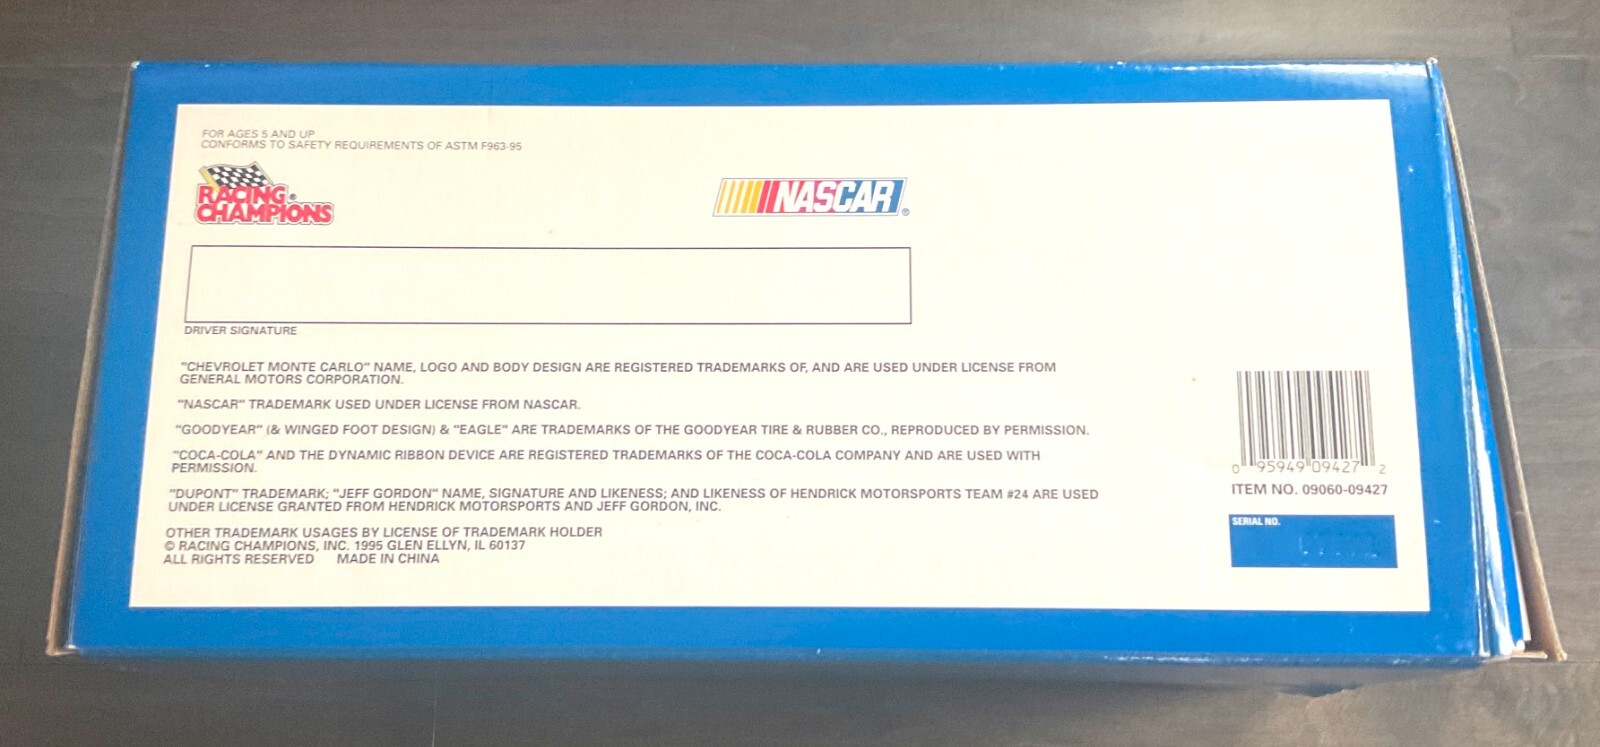 FOR AGES 5 AND UP
CONFORMS TO SAFETY REQUIREMENTS OF ASTM F963-95
RACING ®
CHAMPIONS
NASCAR®
DRIVER SIGNATURE
"CHEVROLET MONTE CARLO" NAME, LOGO AND BODY DESIGN ARE REGISTERED TRADEMARKS OF, AND ARE USED UNDER LICENSE FROM
GENERAL MOTORS CORPORATION.
"NASCAR" TRADEMARK USED UNDER LICENSE FROM NASCAR.
"GOODYEAR" (& WINGED FOOT DESIGN) & "EAGLE" ARE TRADEMARKS OF THE GOODYEAR TIRE & RUBBER CO., REPRODUCED BY PERMISSION.
"COCA-COLA" AND THE DYNAMIC RIBBON DEVICE ARE REGISTERED TRADEMARKS OF THE COCA-COLA COMPANY AND ARE USED WITH
PERMISSION.
"DUPONT" TRADEMARK; "JEFF GORDON" NAME, SIGNATURE AND LIKENESS; AND LIKENESS OF HENDRICK MOTORSPORTS TEAM #24 ARE USED
UNDER LICENSE GRANTED FROM HENDRICK MOTORSPORTS AND JEFF GORDON, INC.
OTHER TRADEMARK USAGES BY LICENSE OF TRADEMARK HOLDER
© RACING CHAMPIONS, INC. 1995 GLEN ELLYN, IL 60137
ALL RIGHTS RESERVED MADE IN CHINA
0 95949 09427 2
ITEM NO. 09060-09427
SERIAL NO.